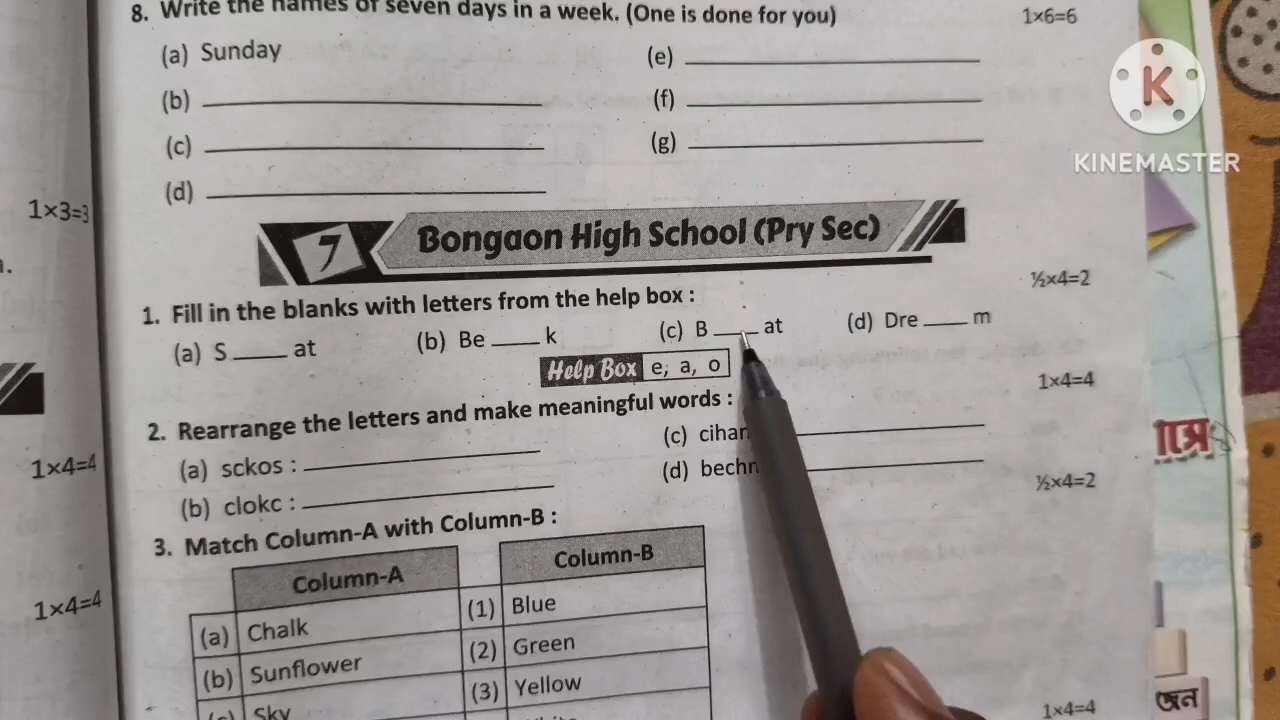 8. Write the names of seven days in a week. (One is done for you) 1×6=6
(a) Sunday (e)
(b) (f)
(c) (g)
(d)
1×3=3
7 Bongaon High School (Pry Sec)
1. Fill in the blanks with letters from the help box : ½×4=2
(a) S____ at (b) Be ____ k (c) B ____ at (d) Dre ____ m
Help Box e, a, o
2. Rearrange the letters and make meaningful words : 1×4=4
(a) sckos : (c) cihar
(b) clokc : (d) bechn
1×4=4
3. Match Column-A with Column-B : ½×4=2
Column-A Column-B
(a) Chalk (1) Blue
(b) Sunflower (2) Green
Sky (3) Yellow
1×4=4
1×4=4
K
KINEMASTER